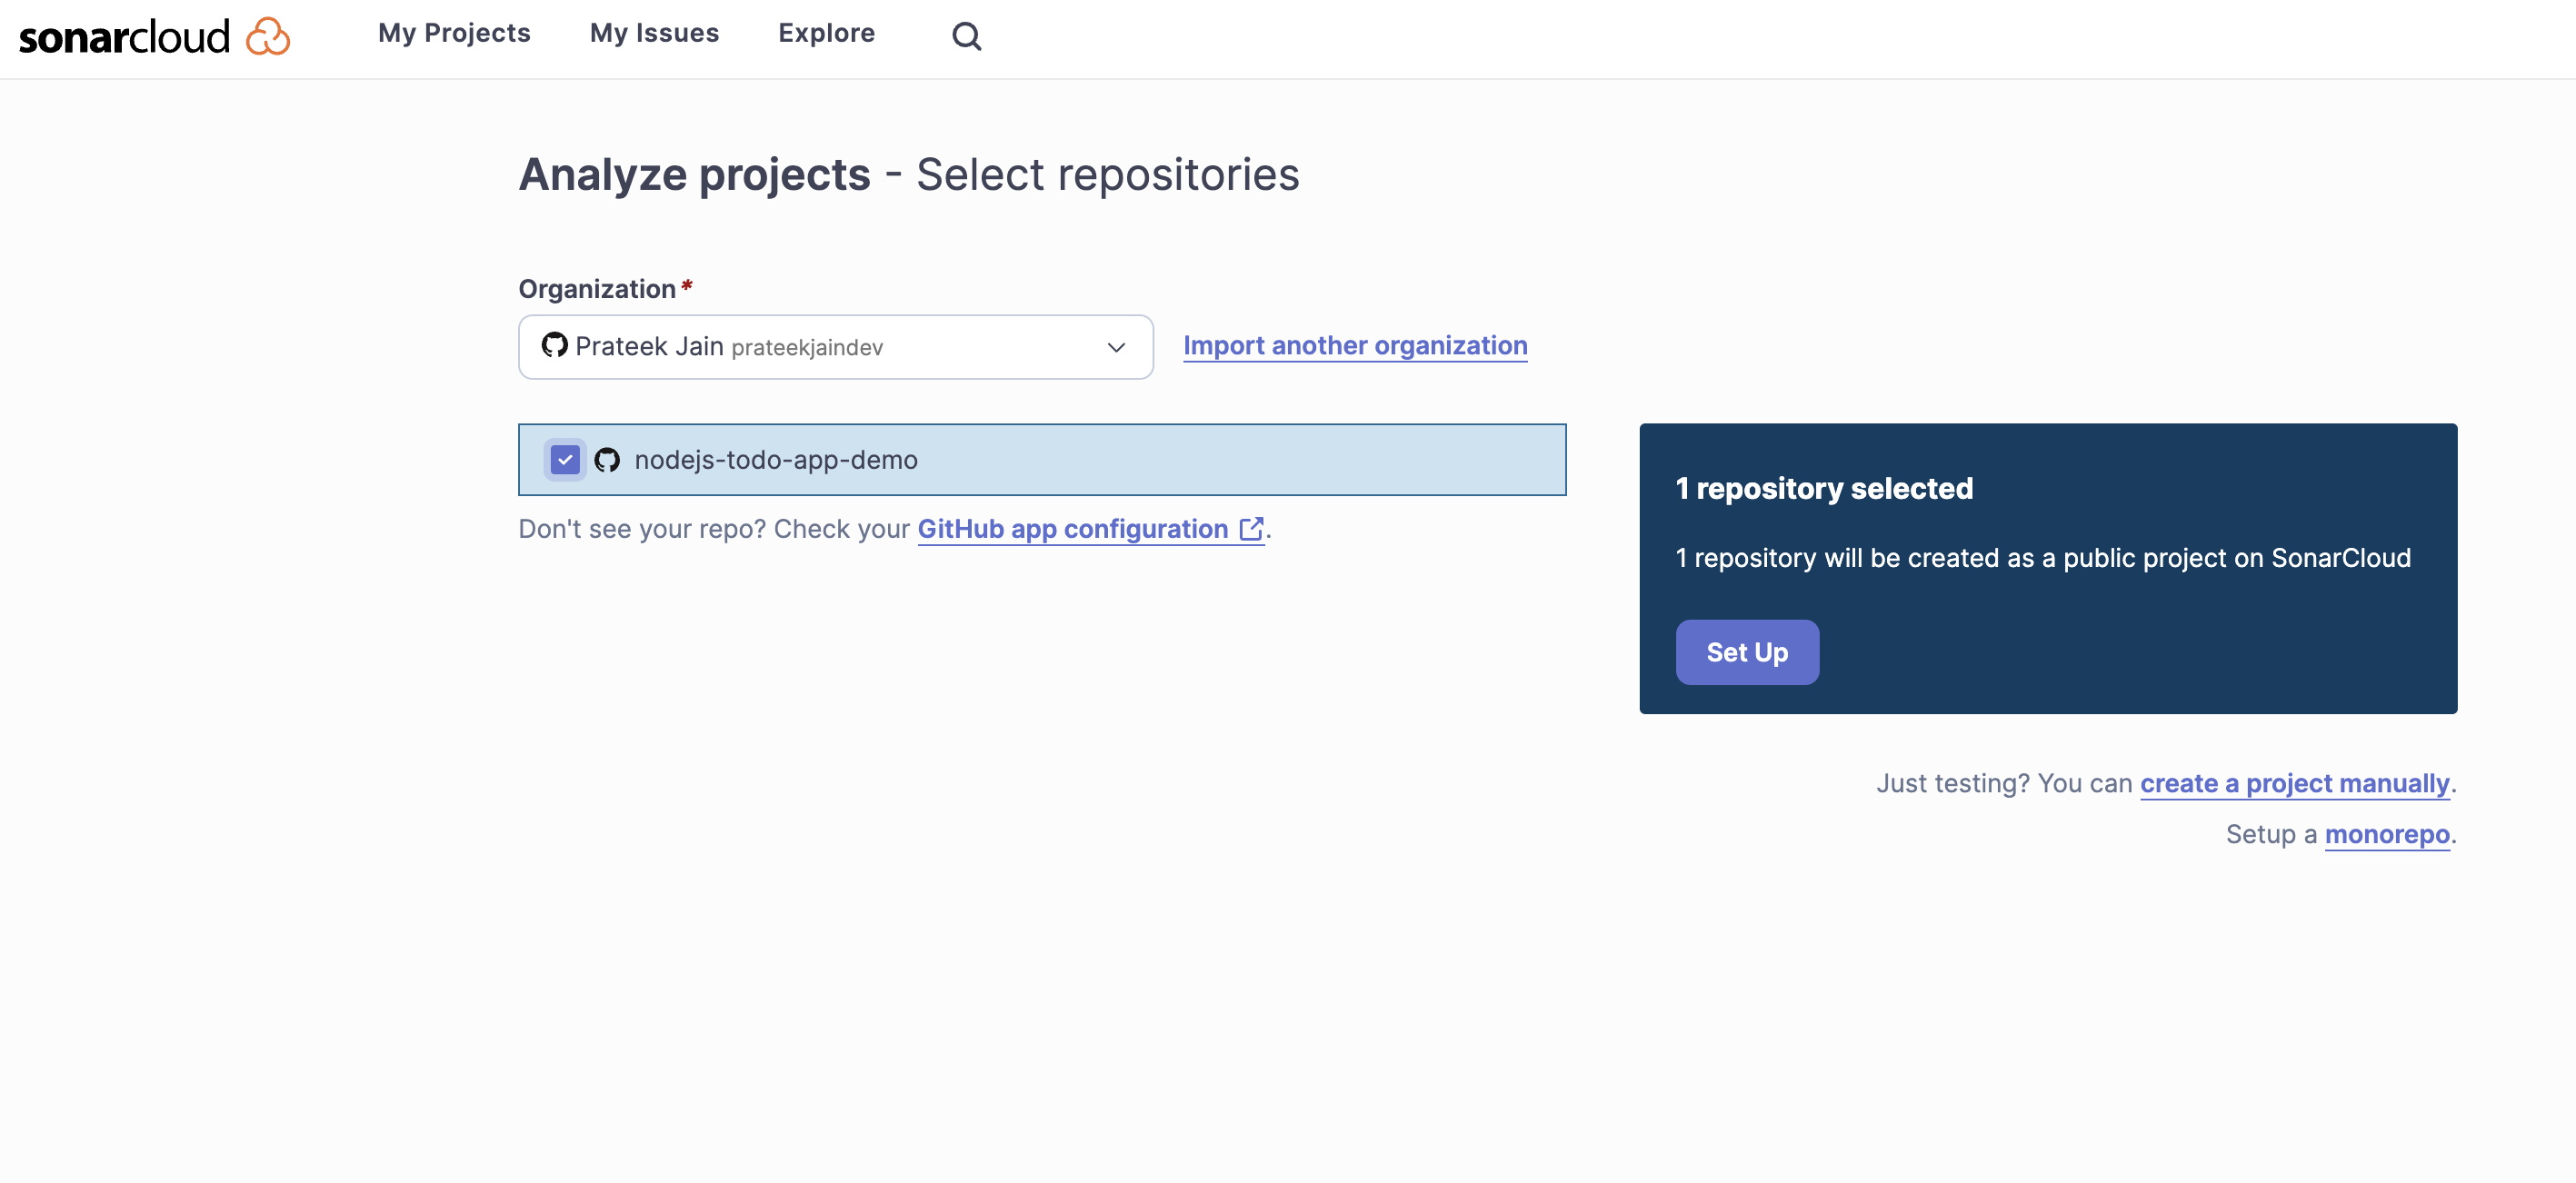 sonarcloud My Projects My Issues Explore
Analyze projects - Select repositories
Organization*
Prateek Jain prateekjaindev Import another organization
nodejs-todo-app-demo
Don't see your repo? Check your GitHub app configuration.
1 repository selected
1 repository will be created as a public project on SonarCloud
Set Up
Just testing? You can create a project manually.
Setup a monorepo.